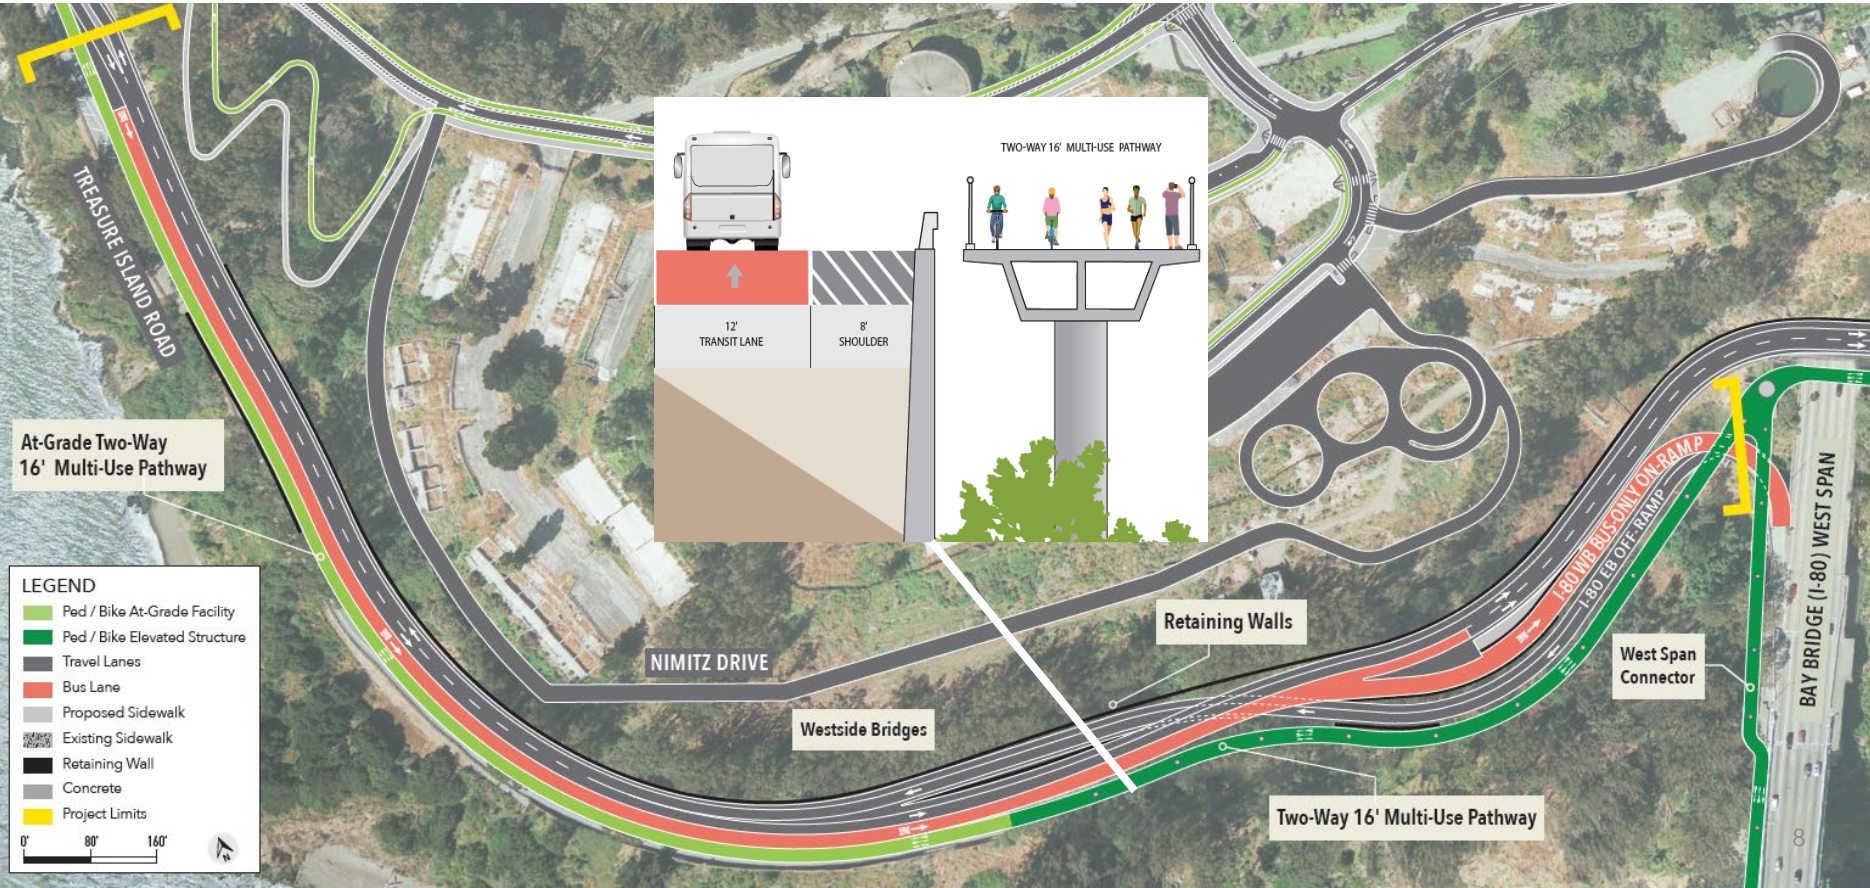 TREASURE ISLAND ROAD
At-Grade Two-Way
16' Multi-Use Pathway
TWO-WAY 16' MULTI-USE PATHWAY
12'
TRANSIT LANE
8'
SHOULDER
NIMITZ DRIVE
Westside Bridges
Retaining Walls
Two-Way 16' Multi-Use Pathway
I-80 WB BUS-ONLY ON-RAMP
I-80 EB OFF-RAMP
West Span
Connector
BAY BRIDGE (I-80) WEST SPAN
LEGEND
Ped / Bike At-Grade Facility
Ped / Bike Elevated Structure
Travel Lanes
Bus Lane
Proposed Sidewalk
Existing Sidewalk
Retaining Wall
Concrete
Project Limits
0' 80' 160'
N
8